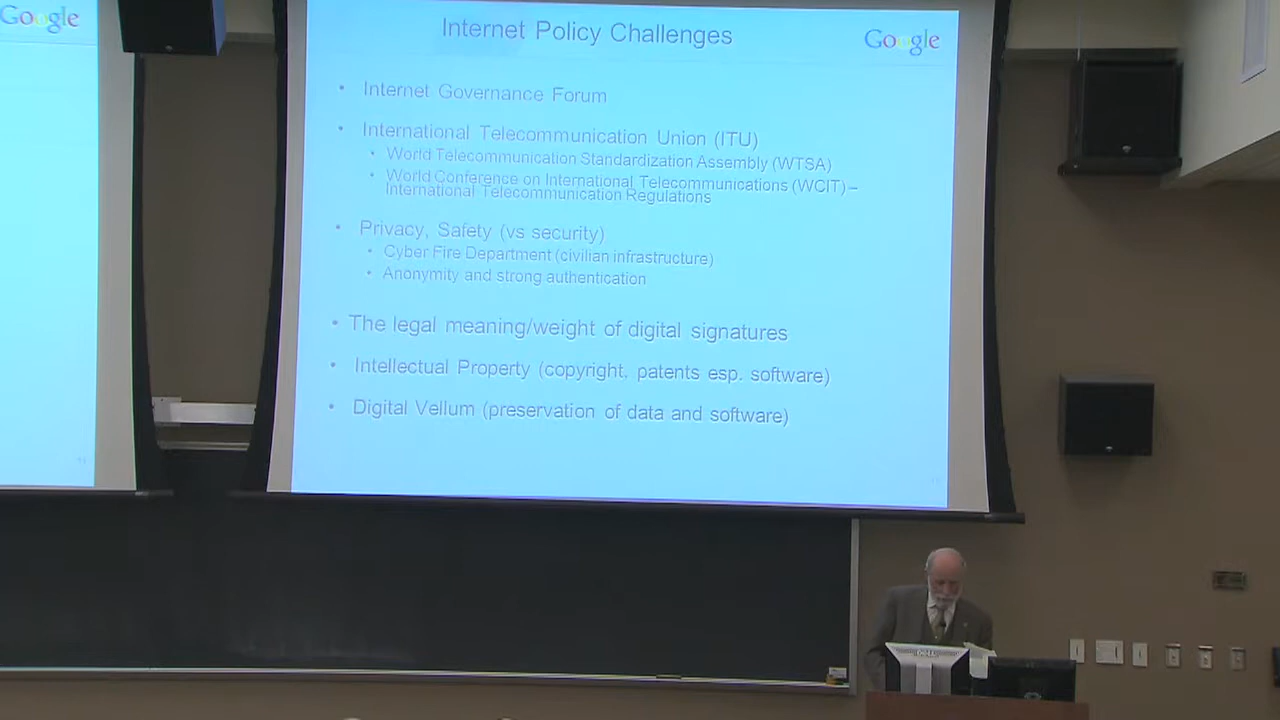 Google
Internet Policy Challenges
Google
• Internet Governance Forum
• International Telecommunication Union (ITU)
• World Telecommunication Standardization Assembly (WTSA)
• World Conference on International Telecommunications (WCIT) –
International Telecommunication Regulations
• Privacy, Safety (vs security)
• Cyber Fire Department (civilian infrastructure)
• Anonymity and strong authentication
• The legal meaning/weight of digital signatures
• Intellectual Property (copyright, patents esp. software)
• Digital Vellum (preservation of data and software)
DELL